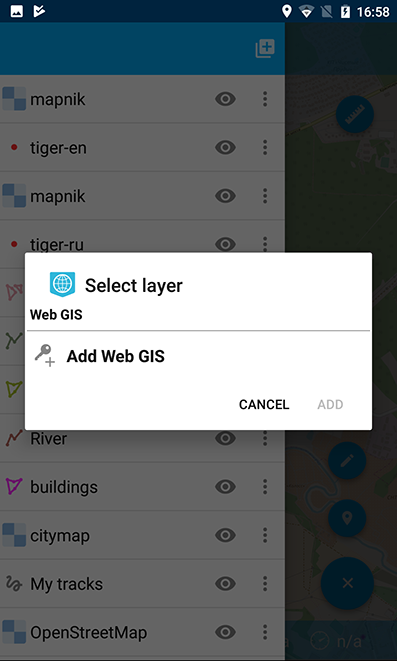 16:58
mapnik
tiger-en
mapnik
tiger-ru
Select layer
Web GIS
Add Web GIS
CANCEL ADD
River
buildings
citymap
My tracks
OpenStreetMap
a n/a